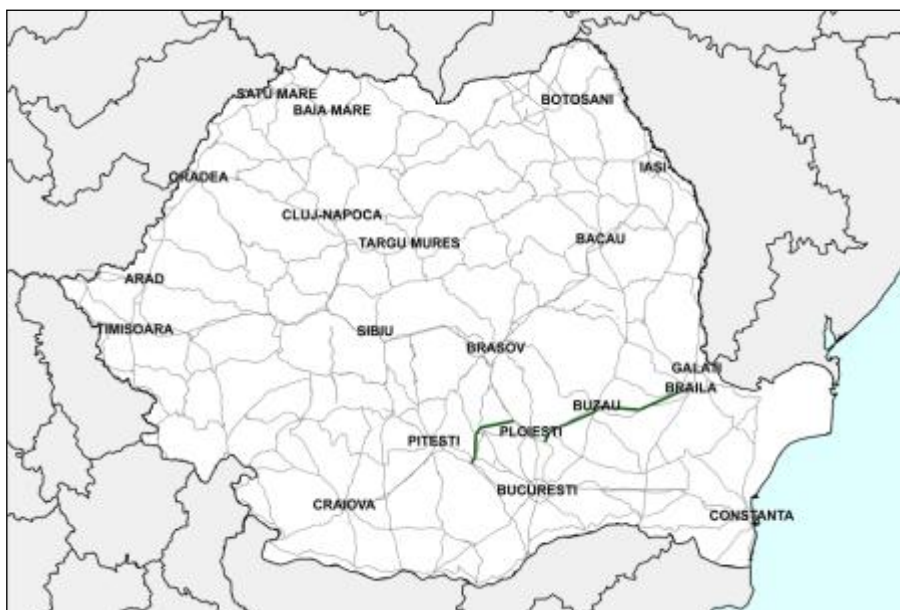 SATU MARE
BAIA MARE
BOTOSANI
IASI
ORADEA
CLUJ-NAPOCA
TARGU MURES
BACAU
ARAD
TIMISOARA
SIBIU
BRASOV
GALATI
BRAILA
BUZAU
PLOIESTI
PITESTI
BUCURESTI
CRAIOVA
CONSTANTA